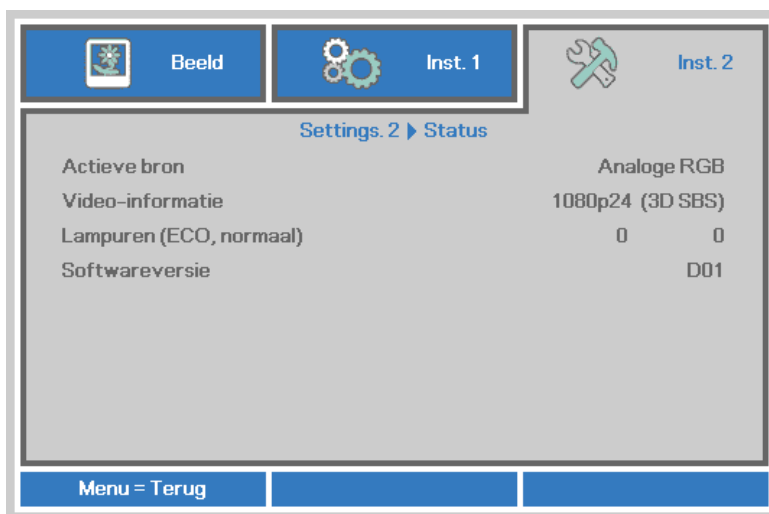 Beeld Inst. 1 Inst. 2
Settings. 2 ▶ Status
Actieve bron Analoge RGB
Video-informatie 1080p24 (3D SBS)
Lampuren (ECO, normaal) 0 0
Softwareversie D01
Menu = Terug